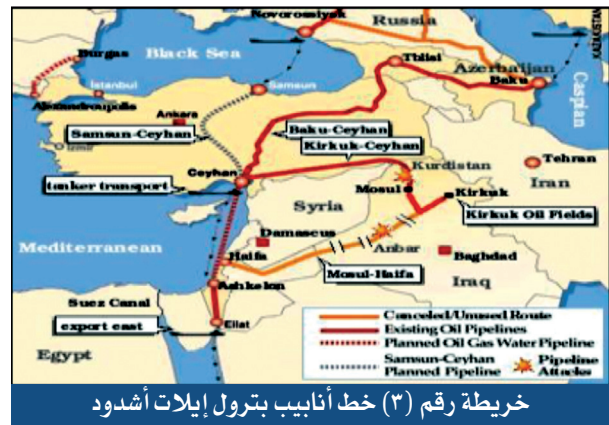 Novorossiysk
Russia
KAZAKISTAN
Burgas
Black Sea
Tbliai
Azerbaijan
Baku
Caspian
Istanbul
Samsun
Alexandroupolis
Ankara
Samsun-Ceyhan
Izmir
Baku-Ceyhan
Kirkuk-Ceyhan
Ceyhan
Kurdistan
Tehran
tanker transport
Mosul
Kirkuk
Iran
Syria
Kirkuk Oil Fields
Damascus
Mediterranean
Haifa
Anbar
Baghdad
Mosul-Haifa
Ashkelon
Iraq
Suez Canal
export east
Eilat
Egypt
Canceled/Unused Route
Existing Oil Pipelines
Planned Oil Gas Water Pipeline
Samsun-Ceyhan
Planned Pipeline
Pipeline
Attacks
خريطة رقم (٣) خط أنابيب بترول إيلات أشدود